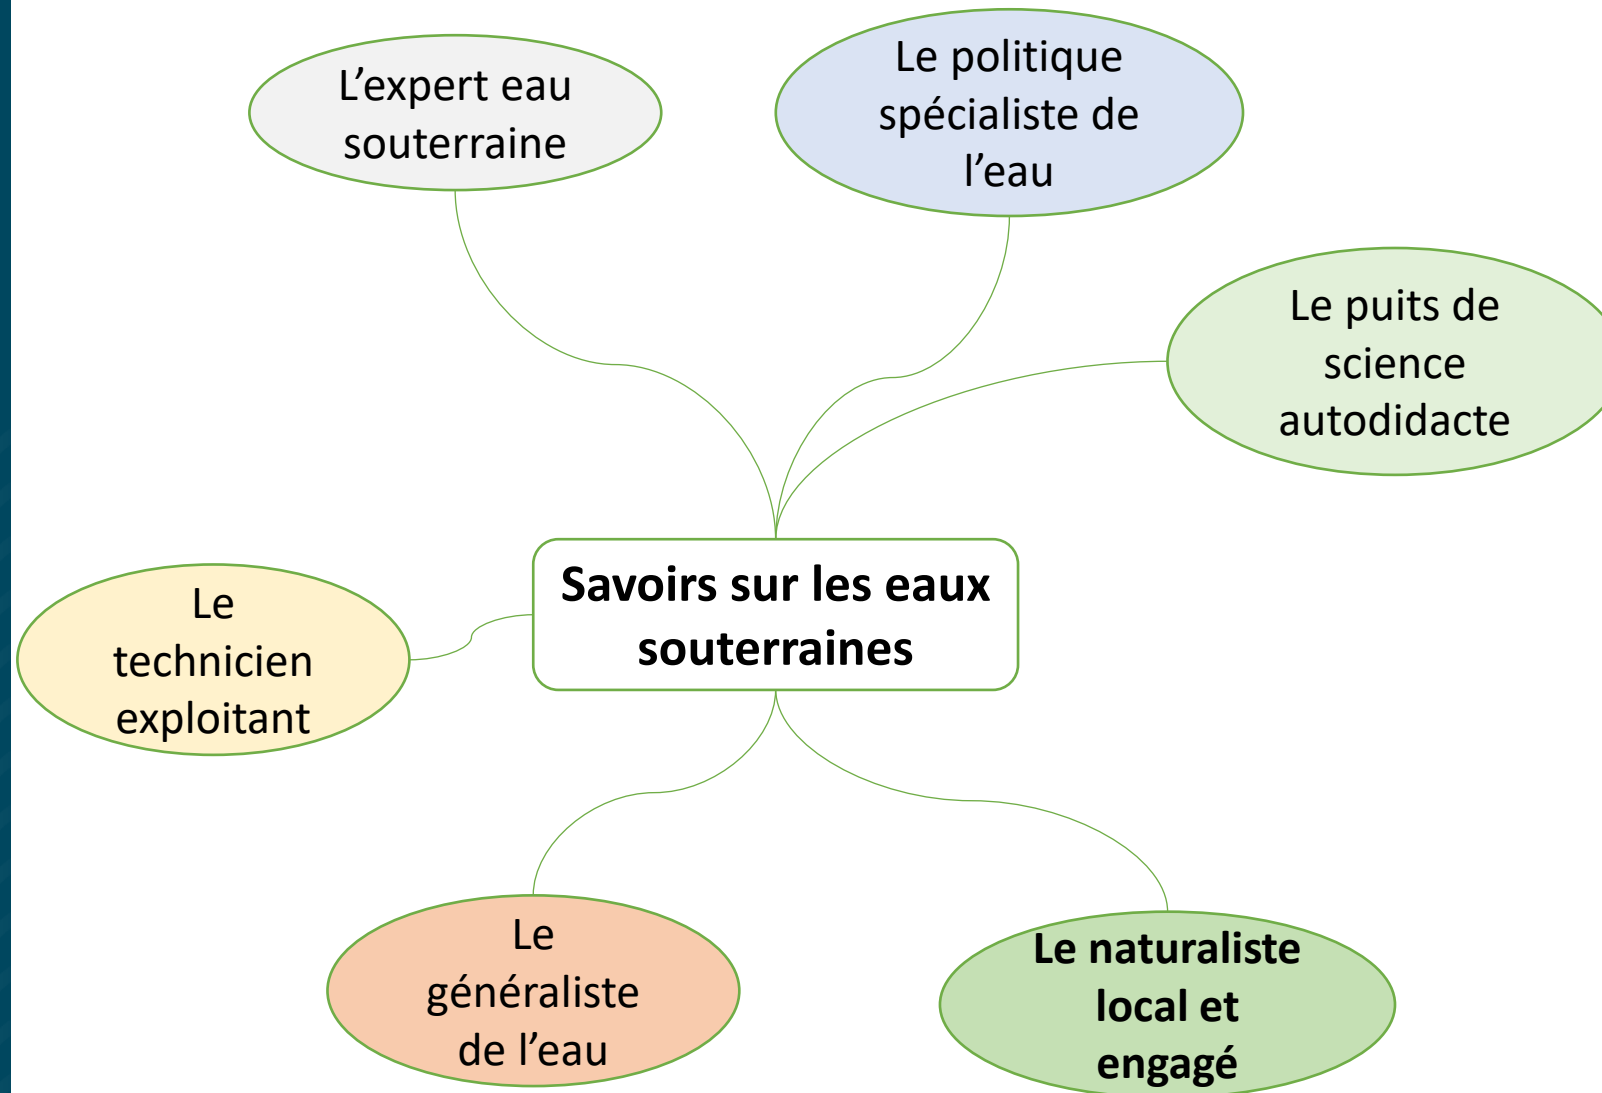 L’expert eau
souterraine
Le politique
spécialiste de
l’eau
Le puits de
science
autodidacte
Savoirs sur les eaux
souterraines
Le
technicien
exploitant
Le
généraliste
de l’eau
Le naturaliste
local et
engagé